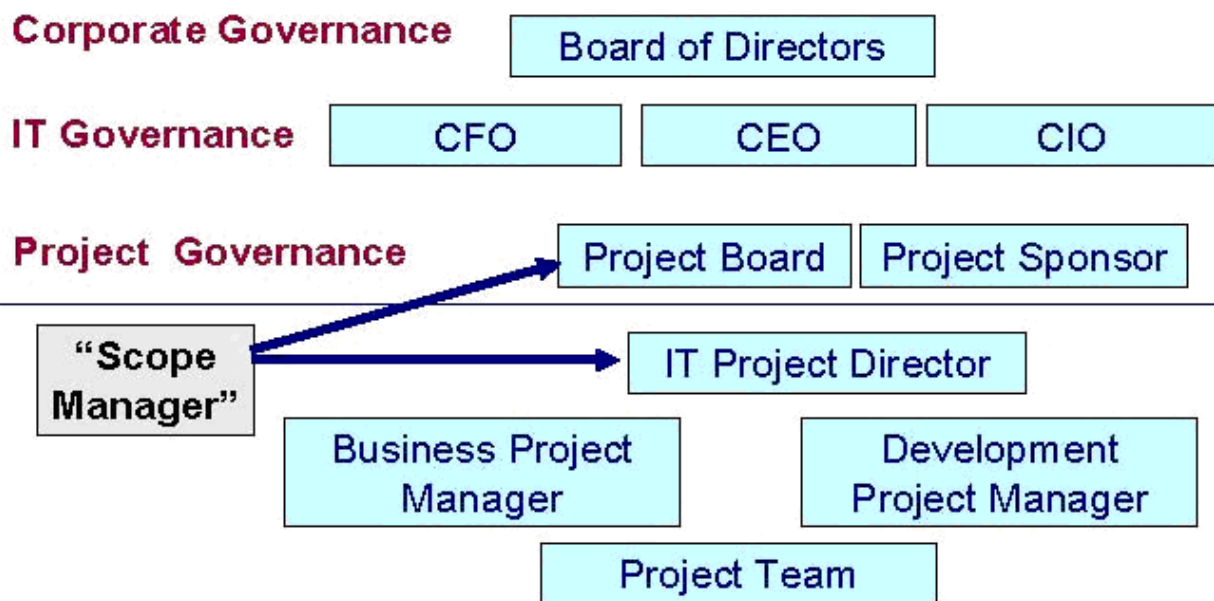 Corporate Governance
Board of Directors
IT Governance
CFO
CEO
CIO
Project Governance
Project Board
Project Sponsor
“Scope
Manager”
IT Project Director
Business Project
Manager
Development
Project Manager
Project Team